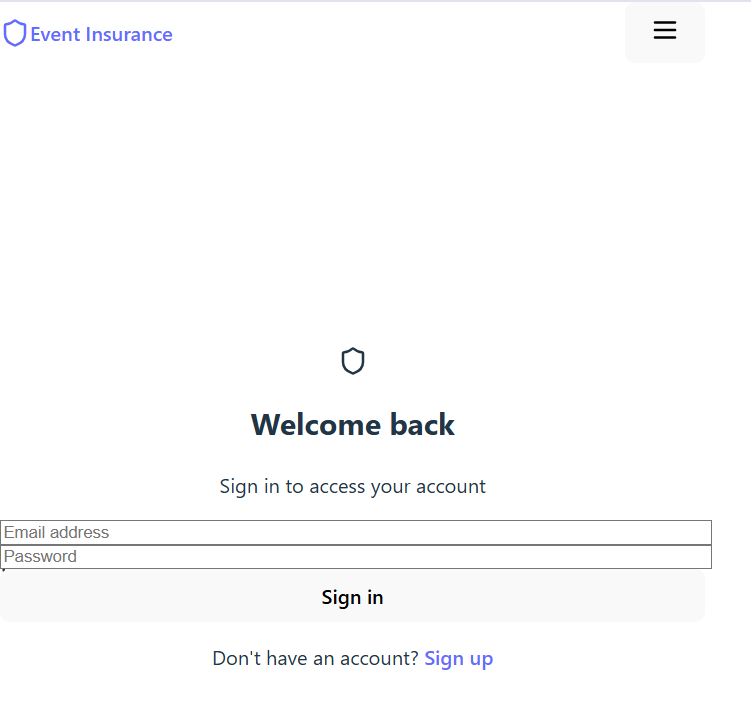 Event Insurance
Welcome back
Sign in to access your account
Email address
Password
Sign in
Don't have an account? Sign up